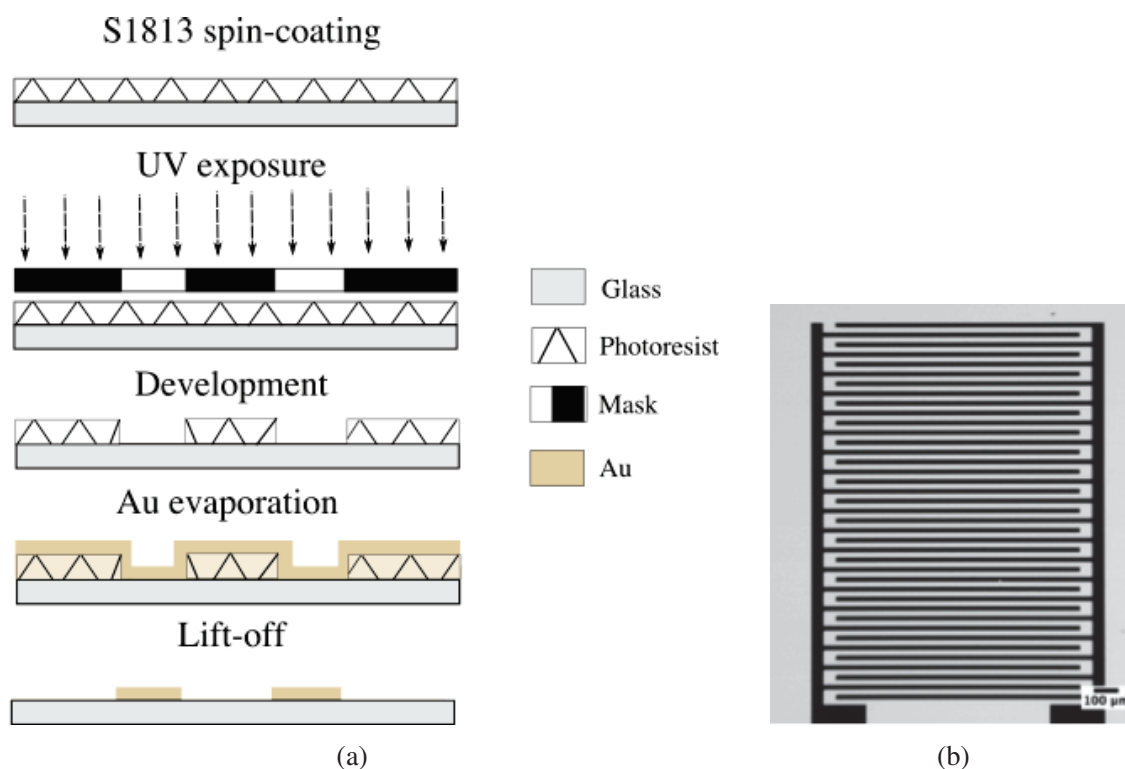 S1813 spin-coating
UV exposure
Development
Au evaporation
Lift-off
Glass
Photoresist
Mask
Au
100 µm
(a)
(b)